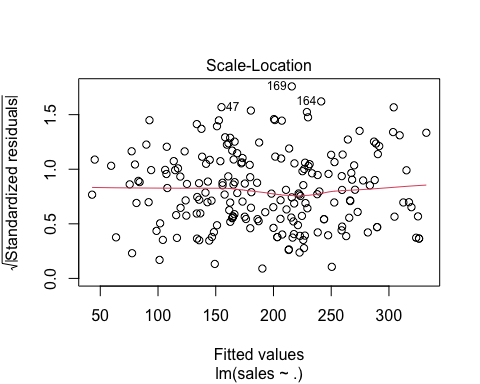 Scale-Location
√|Standardized residuals|
0.0 0.5 1.0 1.5
169
164
47
50 100 150 200 250 300
Fitted values
lm(sales ~ .)